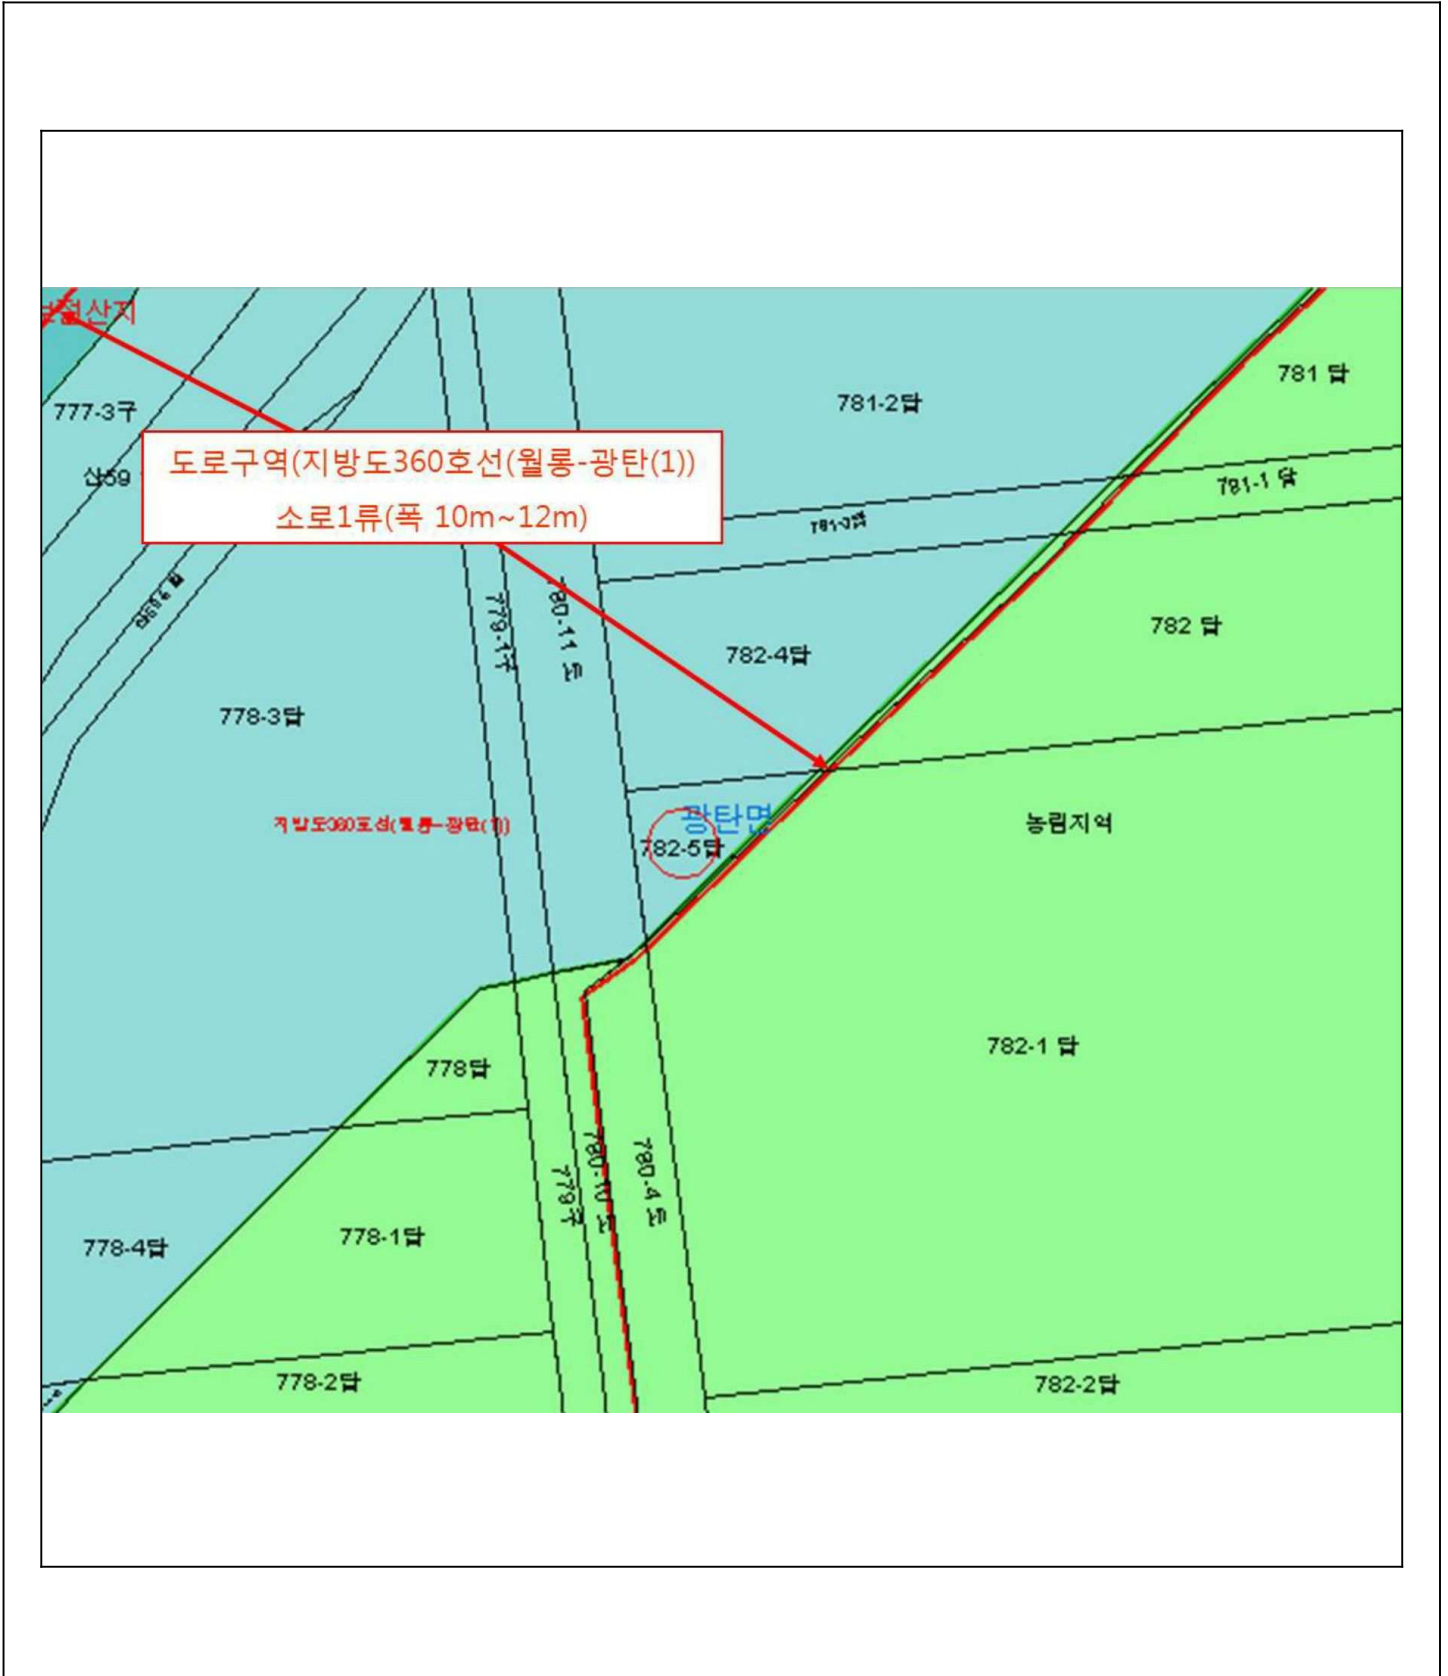 전산지
777-3구
산59
781-2답
781 답
도로구역(지방도360호선(월롱-광탄(1))
소로1류(폭 10m~12m)
781-3답
781-1 답
779-1구
780-11 도
782-4답
782 답
778-3답
지방도360호선(월롱-광탄(1))
광탄면
782-5답
농림지역
782-1 답
778답
779구
780-10 도
780-4 도
778-4답
778-1답
778-2답
782-2답